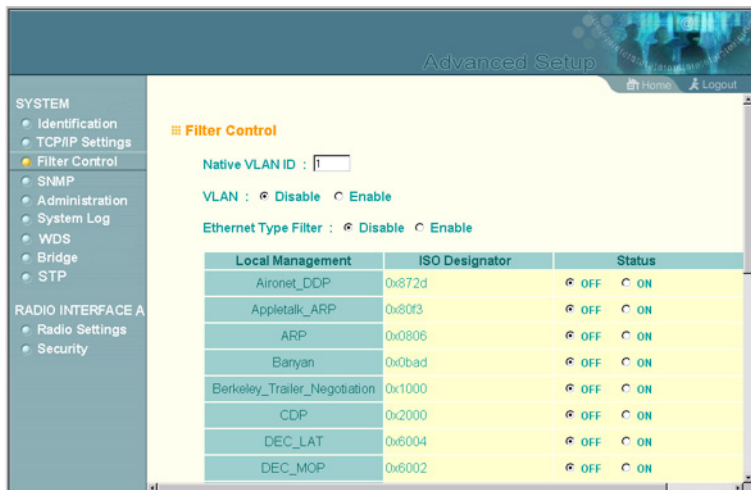 Advanced Setup
Home Logout
SYSTEM
Identification
TCP/IP Settings
Filter Control
SNMP
Administration
System Log
WDS
Bridge
STP
RADIO INTERFACE A
Radio Settings
Security
Filter Control
Native VLAN ID : 1
VLAN : Disable Enable
Ethernet Type Filter : Disable Enable
Local Management ISO Designator Status
Aironet_DDP 0x872d OFF ON
Appletalk_ARP 0x80f3 OFF ON
ARP 0x0806 OFF ON
Banyan 0x0bad OFF ON
Berkeley_Trailer_Negotiation 0x1000 OFF ON
CDP 0x2000 OFF ON
DEC_LAT 0x6004 OFF ON
DEC_MOP 0x6002 OFF ON